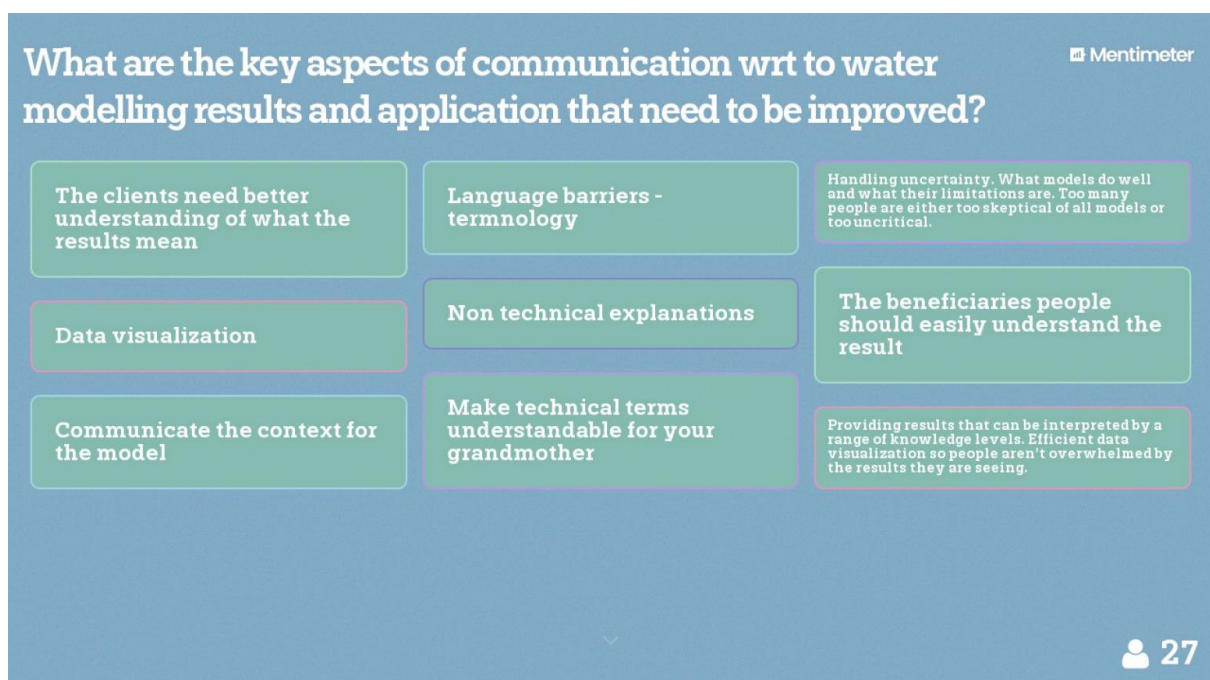 What are the key aspects of communication wrt to water
modelling results and application that need to be improved?
Mentimeter
The clients need better
understanding of what the
results mean
Data visualization
Communicate the context for
the model
Language barriers -
termnology
Non technical explanations
Make technical terms
understandable for your
grandmother
Handling uncertainty. What models do well
and what their limitations are. Too many
people are either too skeptical of all models or
too uncritical.
The beneficiaries people
should easily understand the
result
Providing results that can be interpreted by a
range of knowledge levels. Efficient data
visualization so people aren't overwhelmed by
the results they are seeing.
27